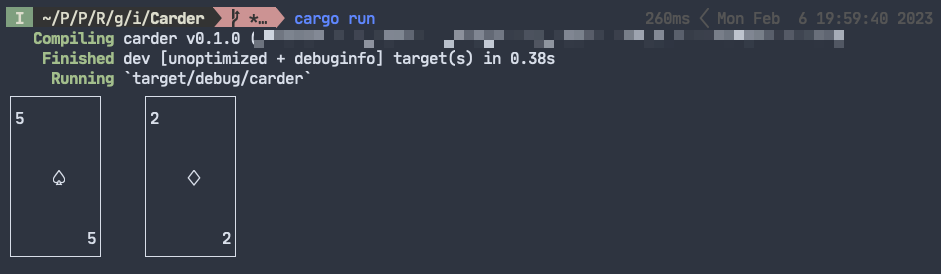 I ~/P/P/R/g/i/Carder *… cargo run 260ms Mon Feb 6 19:59:40 2023
Compiling carder v0.1.0 (
Finished dev [unoptimized + debuginfo] target(s) in 0.38s
Running `target/debug/carder`
5 2
♤ ♢
5 2